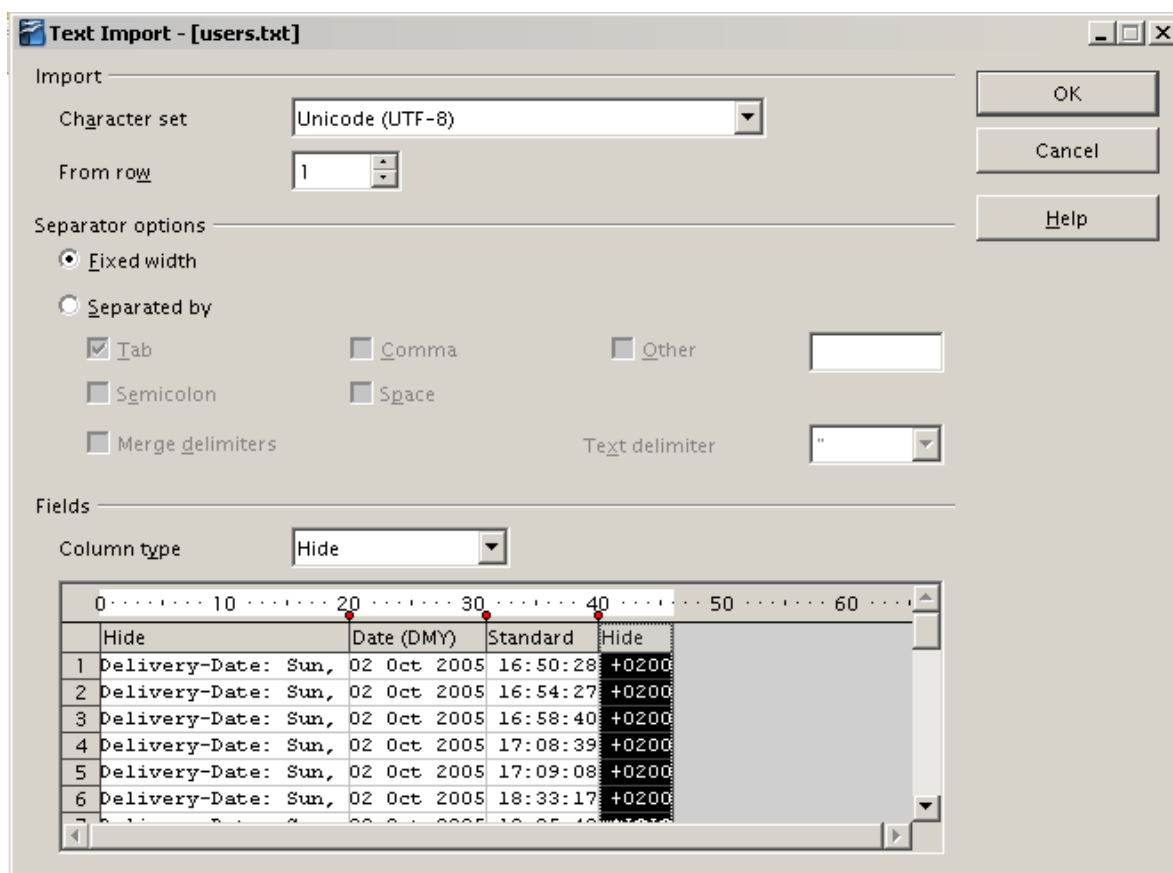 Text Import - [users.txt]
Import
Character set Unicode (UTF-8)
OK
From row 1
Cancel
Separator options
Help
Fixed width
Separated by
Tab Comma Other
Semicolon Space
Merge delimiters Text delimiter "
Fields
Column type Hide
0 10 20 30 40 50 60
Hide Date (DMY) Standard Hide
1 Delivery-Date: Sun, 02 Oct 2005 16:50:28 +0200
2 Delivery-Date: Sun, 02 Oct 2005 16:54:27 +0200
3 Delivery-Date: Sun, 02 Oct 2005 16:58:40 +0200
4 Delivery-Date: Sun, 02 Oct 2005 17:08:39 +0200
5 Delivery-Date: Sun, 02 Oct 2005 17:09:08 +0200
6 Delivery-Date: Sun, 02 Oct 2005 18:33:17 +0200